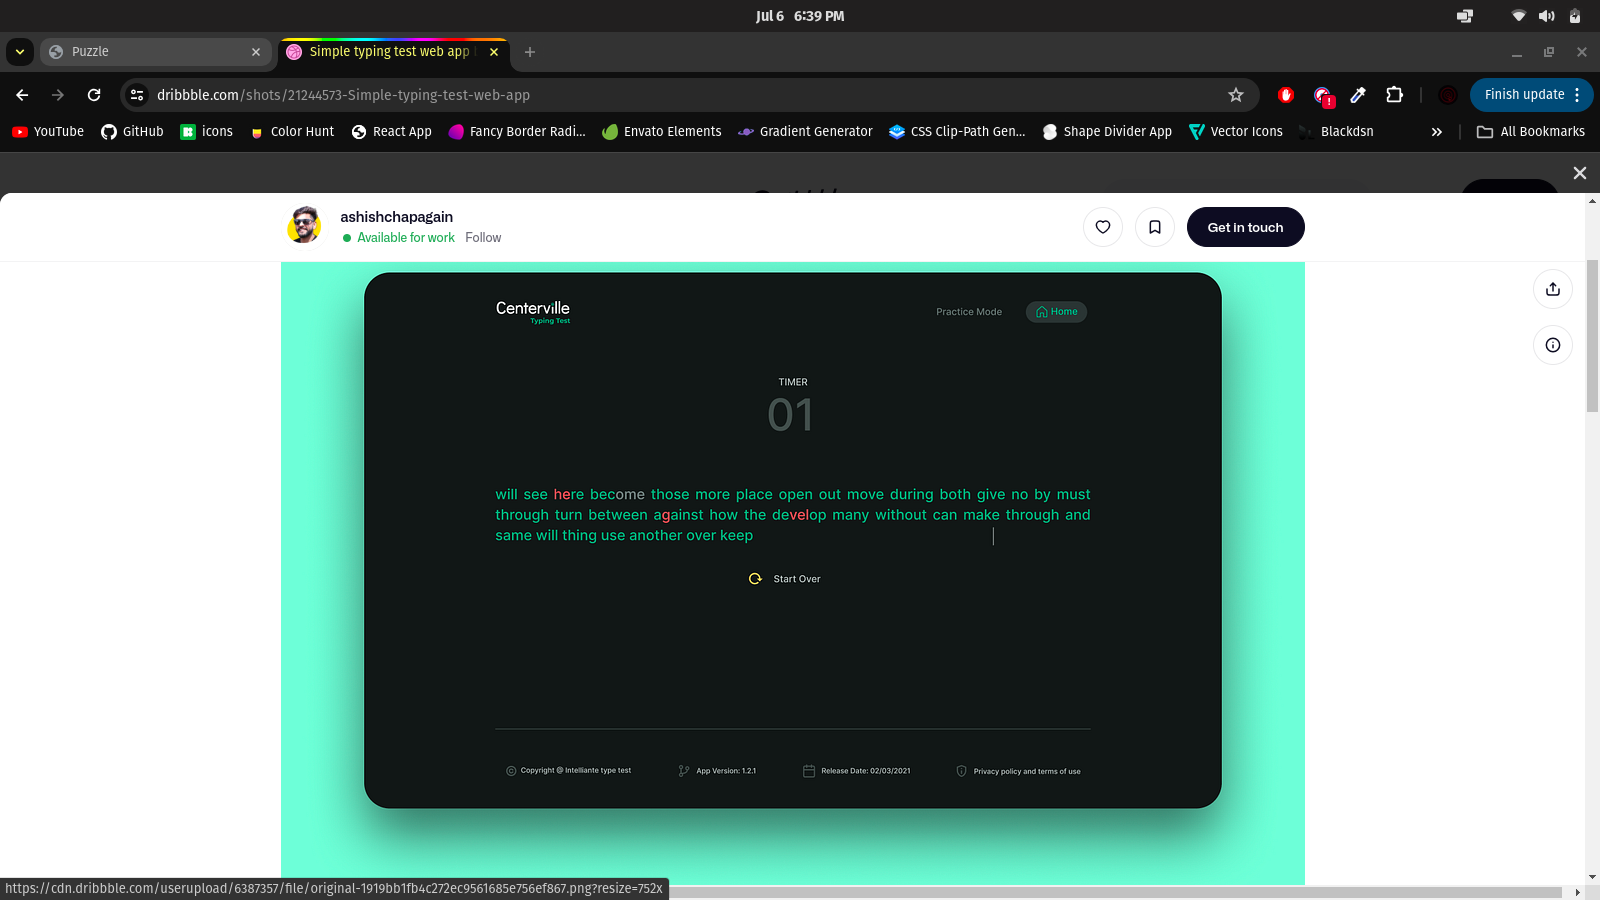 Jul 6 6:39 PM
Puzzle
Simple typing test web app
dribbble.com/shots/21244573-Simple-typing-test-web-app
Finish update
YouTube
GitHub
icons
Color Hunt
React App
Fancy Border Radi...
Envato Elements
Gradient Generator
CSS Clip-Path Gen...
Shape Divider App
Vector Icons
Blackdsn
All Bookmarks
ashishchapagain
Available for work Follow
Get in touch
Centerville
Typing Test
Practice Mode
Home
TIMER
01
will see here become those more place open out move during both give no by must
through turn between against how the develop many without can make through and
same will thing use another over keep
Start Over
Copyright @ Intelliante type test
App Version: 1.2.1
Release Date: 02/03/2021
Privacy policy and terms of use
https://cdn.dribbble.com/userupload/6387357/file/original-1919bb1fb4c272ec9561685e756ef867.png?resize=752x